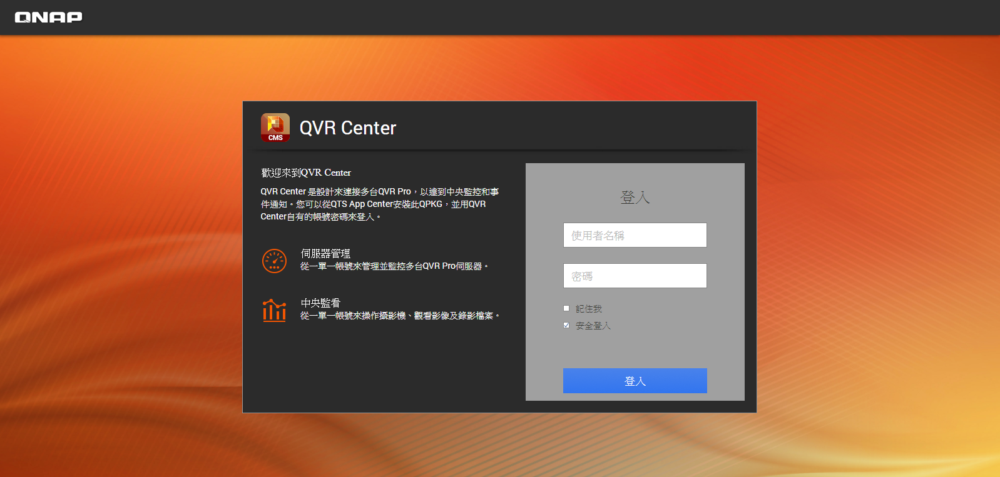 QNAP
CMS
QVR Center
歡迎來到QVR Center
QVR Center 是設計來連接多台QVR Pro，以達到中央監控和事
件通知。您可以從QTS App Center安裝此QPKG，並用QVR
Center自有的帳號密碼來登入。
伺服器管理
從一單一帳號來管理並監控多台QVR Pro伺服器。
中央監看
從一單一帳號來操作攝影機、觀看影像及錄影檔案。
登入
使用者名稱
密碼
記住我
安全登入
登入